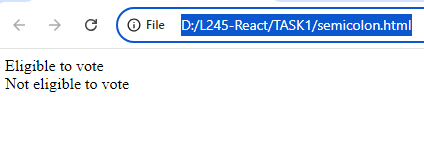 File D:/L245-React/TASK1/semicolon.html
Eligible to vote
Not eligible to vote